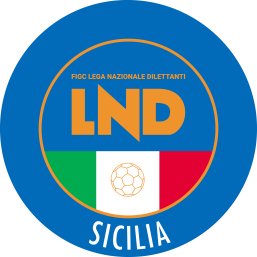 FIGC LEGA NAZIONALE DILETTANTI
LND
SICILIA